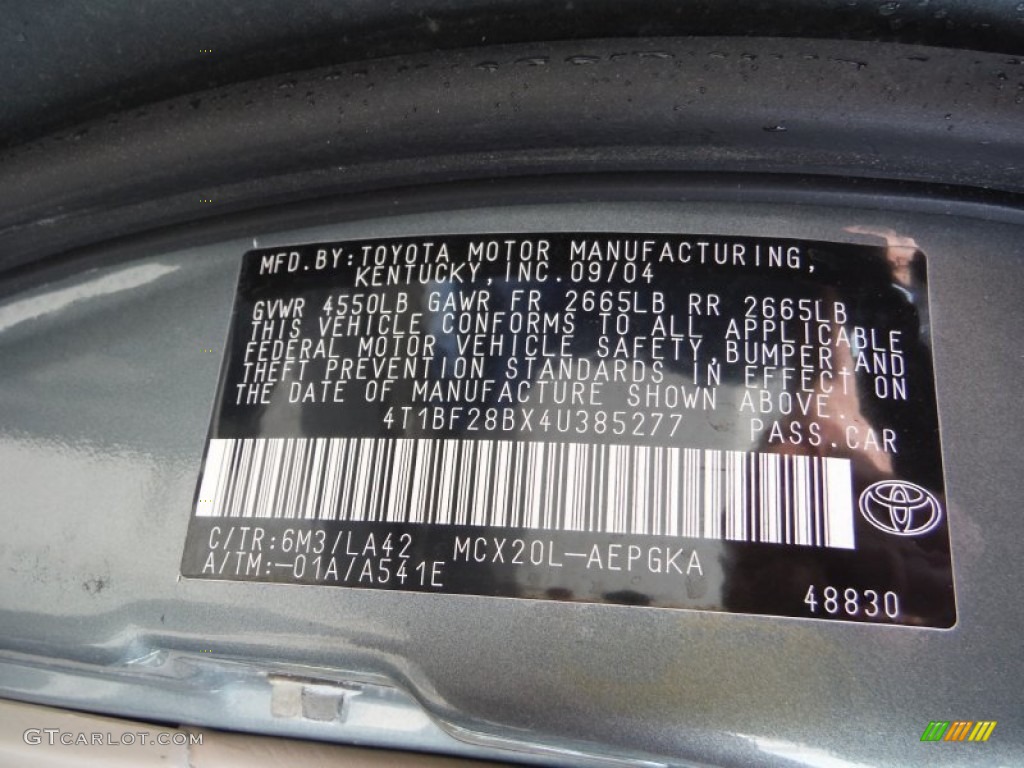 MFD.BY:TOYOTA MOTOR MANUFACTURING,
KENTUCKY, INC.09/04
GVWR 4550LB GAWR FR 2665LB RR 2665LB
THIS VEHICLE CONFORMS TO ALL APPLICABLE
FEDERAL MOTOR VEHICLE SAFETY,BUMPER,AND
THEFT PREVENTION STANDARDS IN EFFECT ON
THE DATE OF MANUFACTURE SHOWN ABOVE.
4T1BF28BX4U385277 PASS.CAR
C/TR:6M3/LA42 MCX20L-AEPGKA
A/TM:-01A/A541E
48830
GTCARLOT.COM